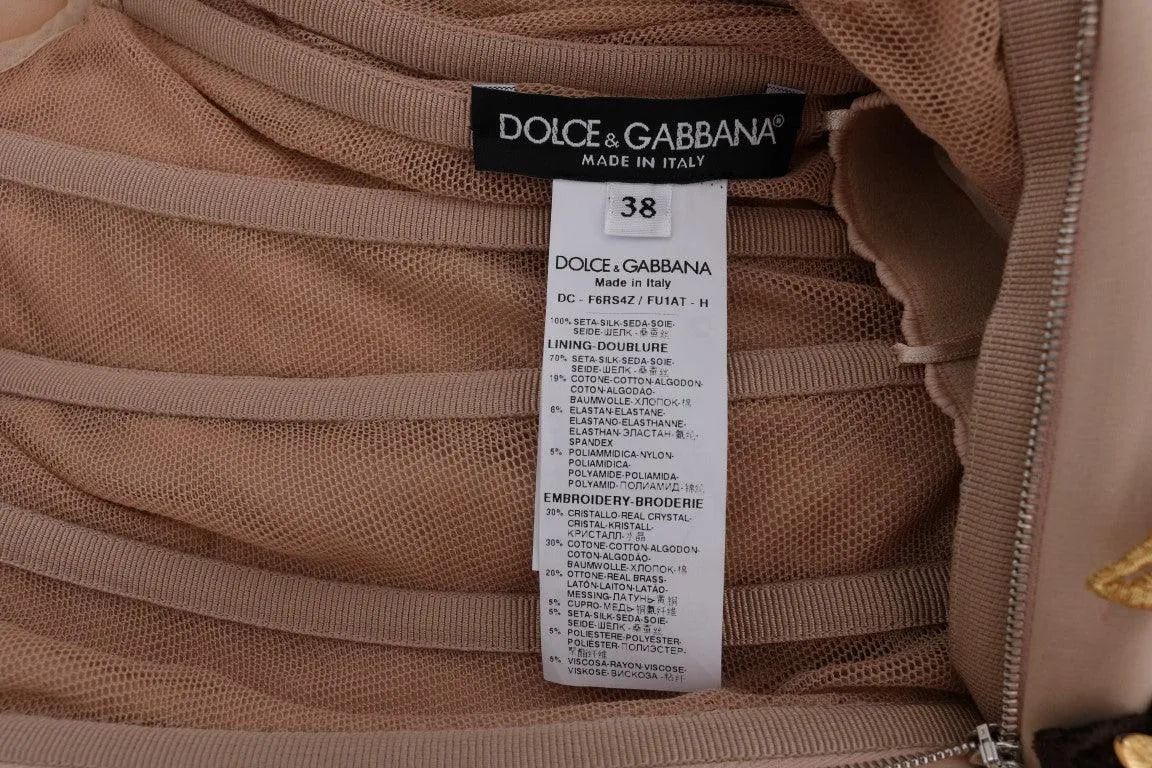 DOLCE & GABBANA®
MADE IN ITALY
38
DOLCE & GABBANA
Made in Italy
DC - F6RS4Z / FU1AT - H
100% SETA-SILK-SEDA-SOIE-
SEIDE-ШЕЛК-桑蚕丝
LINING-DOUBLURE
70% SETA-SILK-SEDA-SOIE-
SEIDE-ШЕЛК-桑蚕丝
19% COTONE-COTTON-ALGODON-
COTON-ALGODÃO-
BAUMWOLLE-ХЛОПОК-棉
6% ELASTAN-ELASTANE-
ELASTANO-ELASTHANNE-
ELASTHAN-ЭЛАСТАН-氨纶-
SPANDEX
5% POLIAMMIDICA-NYLON-
POLIAMIDICA-
POLYAMIDE-POLIAMIDA-
POLYAMID-ПОЛИАМИД-锦纶
EMBROIDERY-BRODERIE
30% CRISTALLO-REAL CRYSTAL-
CRISTAL-KRISTALL-
КРИСТАЛЛ-水晶
30% COTONE-COTTON-ALGODON-
COTON-ALGODÃO-
BAUMWOLLE-ХЛОПОК-棉
20% OTTONE-REAL BRASS-
LATÓN-LAITON-LATÃO-
MESSING-ЛАТУНЬ-黄铜
5% CUPRO-МЕДЬ-铜氨纤维
5% SETA-SILK-SEDA-SOIE-
SEIDE-ШЕЛК-桑蚕丝
5% POLIESTERE-POLYESTER-
POLIESTER-ПОЛИЭСТЕР-
聚酯纤维
5% VISCOSA-RAYON-VISCOSE-
VISKOSE-ВИСКОЗА-粘纤